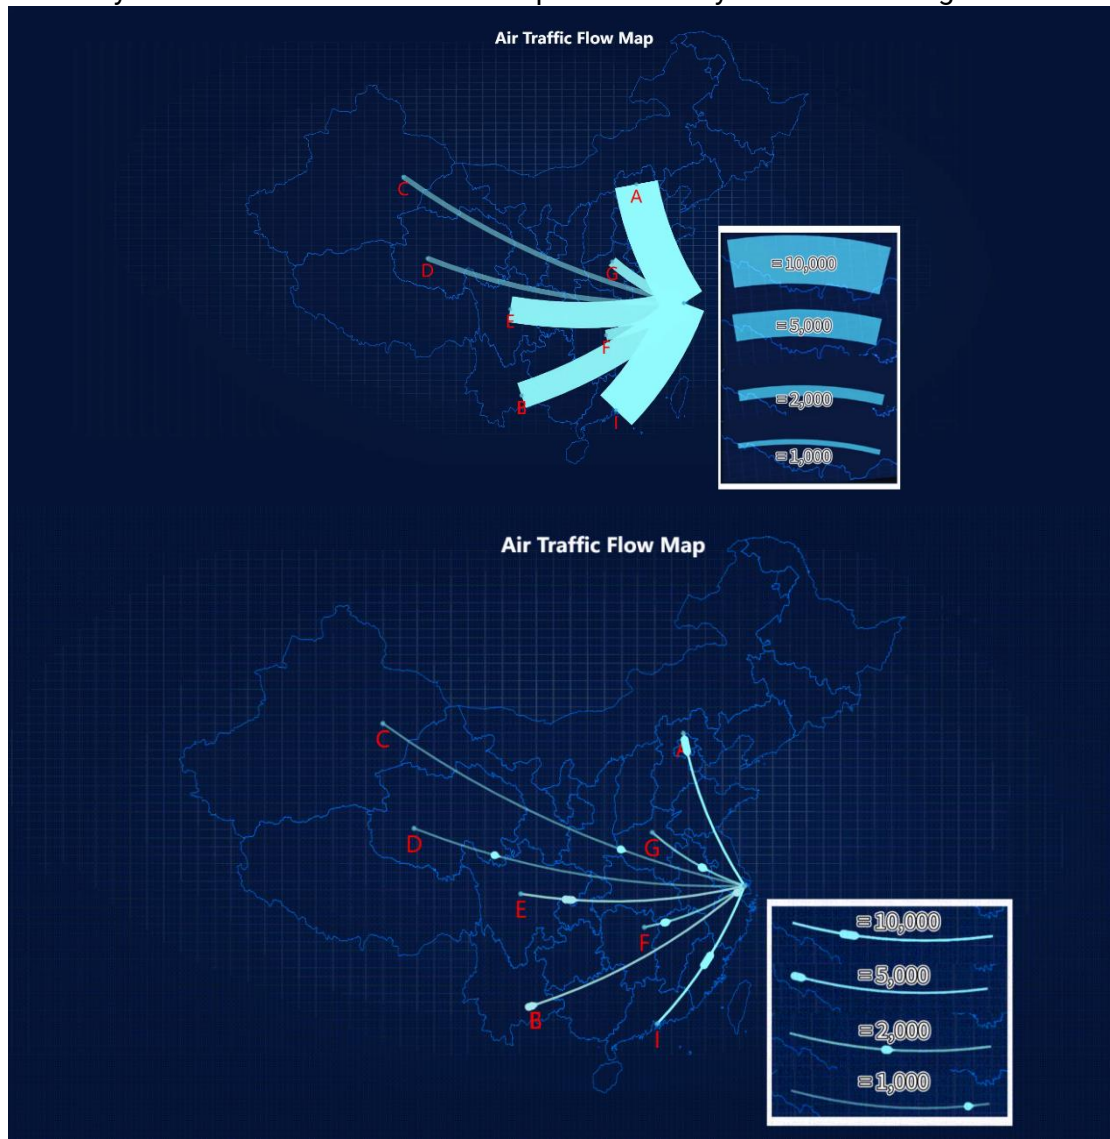 Air Traffic Flow Map
C
A
G
D
E
F
B
I
= 10,000
= 5,000
= 2,000
= 1,000
Air Traffic Flow Map
C
A
D
G
E
F
B
I
= 10,000
= 5,000
= 2,000
= 1,000